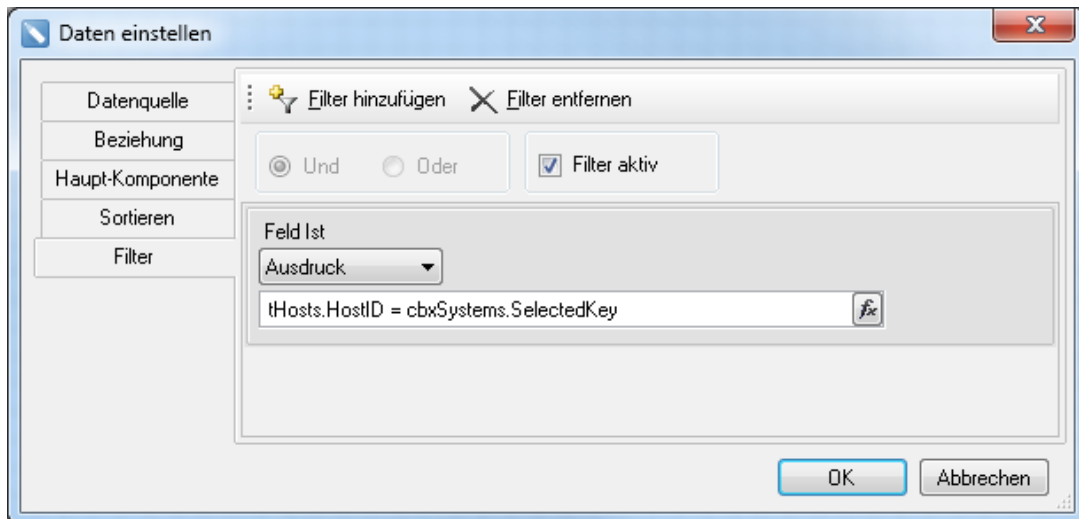 Daten einstellen
Datenquelle
Beziehung
Haupt-Komponente
Sortieren
Filter
Filter hinzufügen Filter entfernen
Und Oder Filter aktiv
Feld Ist
Ausdruck
tHosts.HostID = cbxSystems.SelectedKey fx
OK Abbrechen